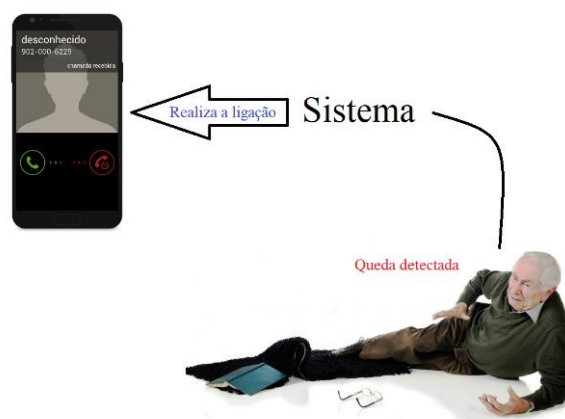 desconhecido
902-000-6225
chamada recebida
Realiza a ligação
Sistema
Queda detectada